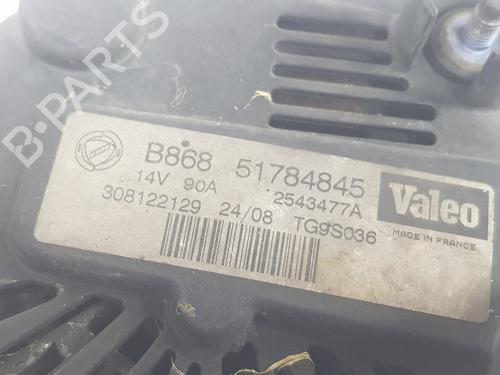 B-PARTS
B868 51784845
14V 90A 2543477A
308122129 24/08 TG9S036
Valeo
MADE IN FRANCE